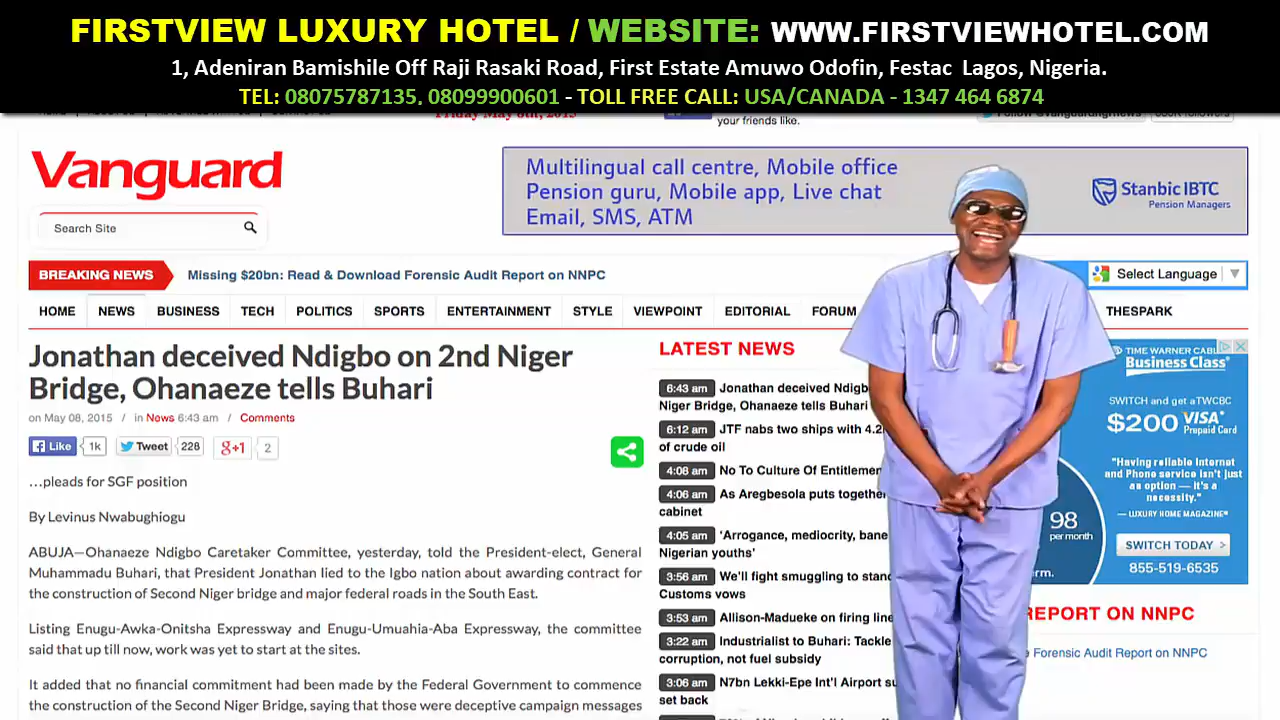 FIRSTVIEW LUXURY HOTEL / WEBSITE: WWW.FIRSTVIEWHOTEL.COM
1, Adeniran Bamishile Off Raji Rasaki Road, First Estate Amuwo Odofin, Festac Lagos, Nigeria.
TEL: 08075787135, 08099900601 - TOLL FREE CALL: USA/CANADA - 1347 464 6874
your friends like.
Vanguard
Search Site
Multilingual call centre, Mobile office
Pension guru, Mobile app, Live chat
Email, SMS, ATM
Stanbic IBTC
Pension Managers
BREAKING NEWS Missing $20bn: Read & Download Forensic Audit Report on NNPC
Select Language
HOME NEWS BUSINESS TECH POLITICS SPORTS ENTERTAINMENT STYLE VIEWPOINT EDITORIAL FORUM THESPARK
Jonathan deceived Ndigbo on 2nd Niger
Bridge, Ohanaeze tells Buhari
on May 08, 2015 / in News 6:43 am / Comments
Like 1k Tweet 228 g+1 2
…pleads for SGF position
By Levinus Nwabughiogu
ABUJA—Ohanaeze Ndigbo Caretaker Committee, yesterday, told the President-elect, General
Muhammadu Buhari, that President Jonathan lied to the Igbo nation about awarding contract for
the construction of Second Niger bridge and major federal roads in the South East.
Listing Enugu-Awka-Onitsha Expressway and Enugu-Umuahia-Aba Expressway, the committee
said that up till now, work was yet to start at the sites.
It added that no financial commitment had been made by the Federal Government to commence
the construction of the Second Niger Bridge, saying that those were deceptive campaign messages
LATEST NEWS
6:43 am Jonathan deceived Ndigb
Niger Bridge, Ohanaeze tells Buhari
6:12 am JTF nabs two ships with 4.2
of crude oil
4:08 am No To Culture Of Entitlemen
4:06 am As Aregbesola puts together
cabinet
4:05 am 'Arrogance, mediocrity, bane
Nigerian youths'
3:56 am We'll fight smuggling to stand
Customs vows
3:53 am Allison-Madueke on firing line
3:22 am Industrialist to Buhari: Tackle
corruption, not fuel subsidy
3:06 am N7bn Lekki-Epe Int'l Airport su
set back
TIME WARNER CABLE
Business Class
SWITCH and get a TWCBC
$200 VISA
Prepaid Card
"Having reliable Internet
and Phone service isn't just
as an option — it's a
necessity."
— LUXURY HOME MAGAZINE
98
per month
SWITCH TODAY >
855-519-6535
REPORT ON NNPC
Forensic Audit Report on NNPC